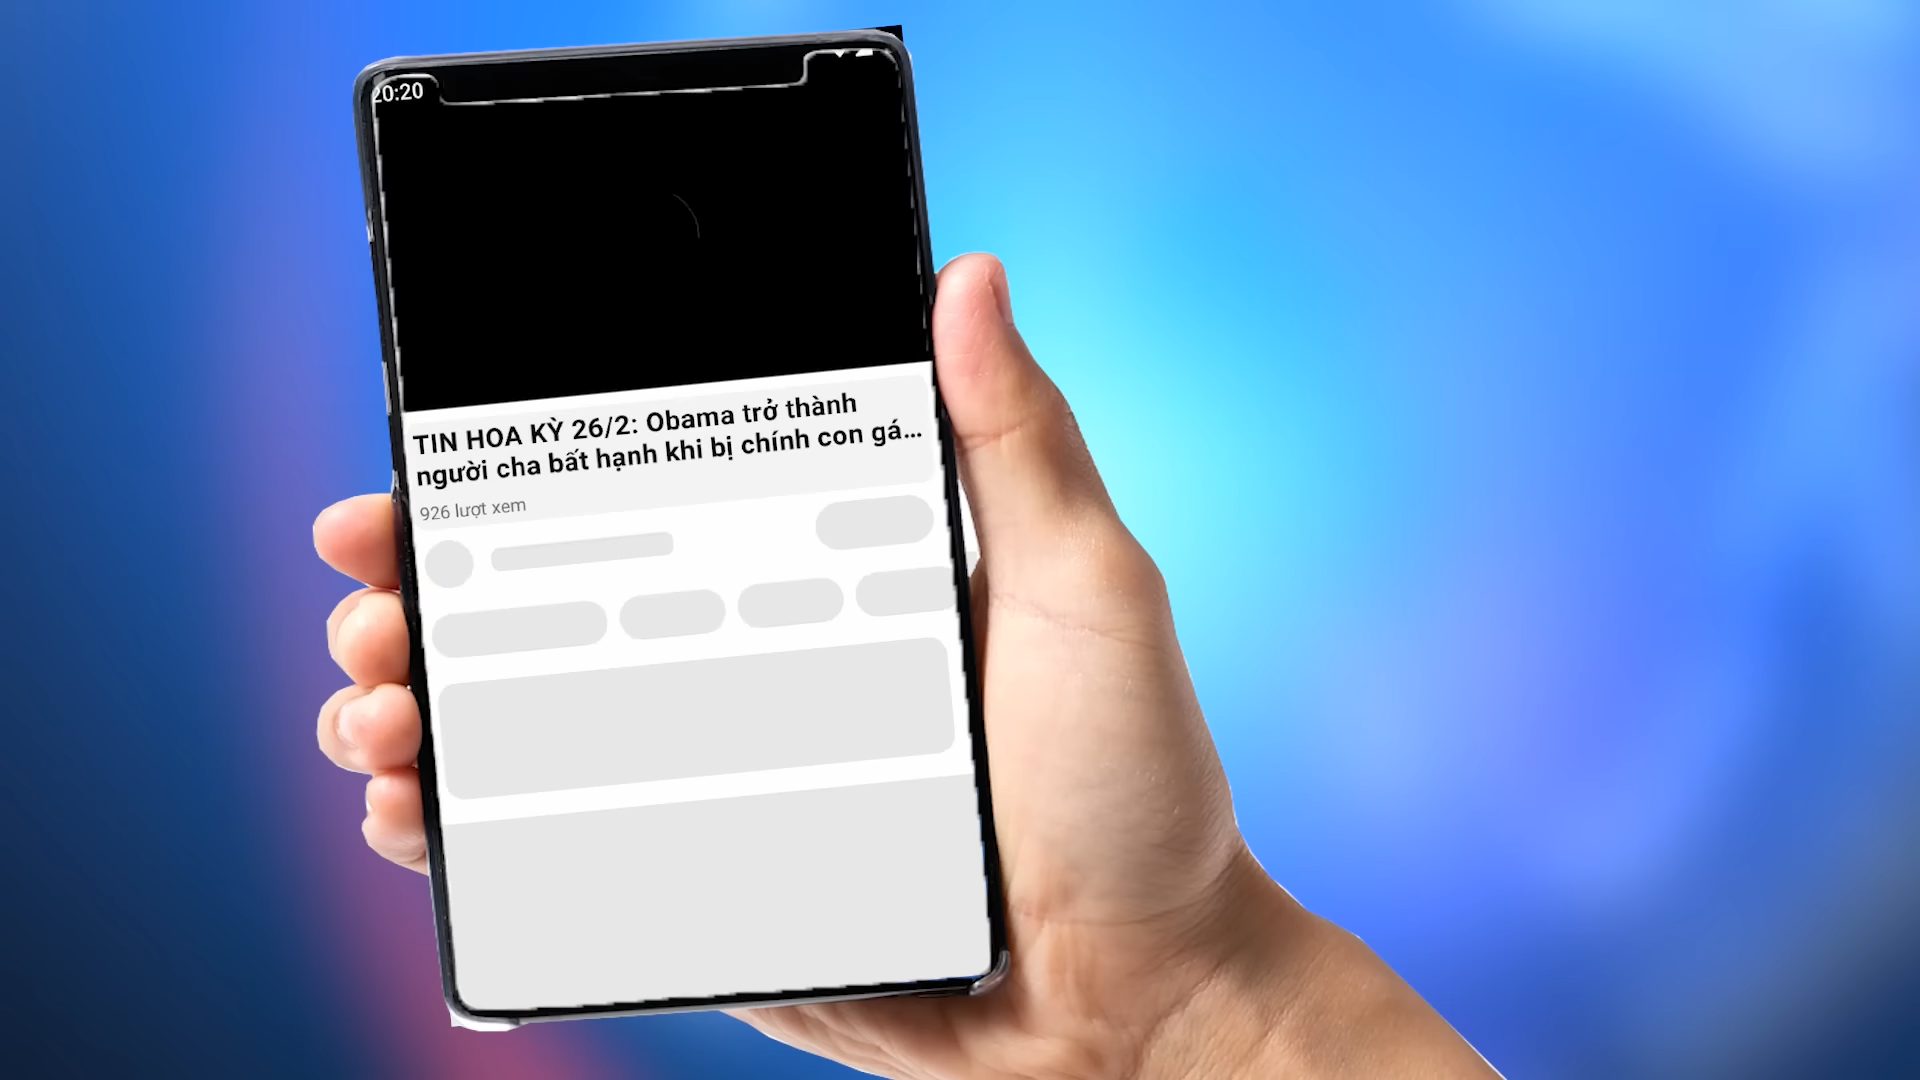 20:20
TIN HOA KỲ 26/2: Obama trở thành
người cha bất hạnh khi bị chính con gá...
926 lượt xem